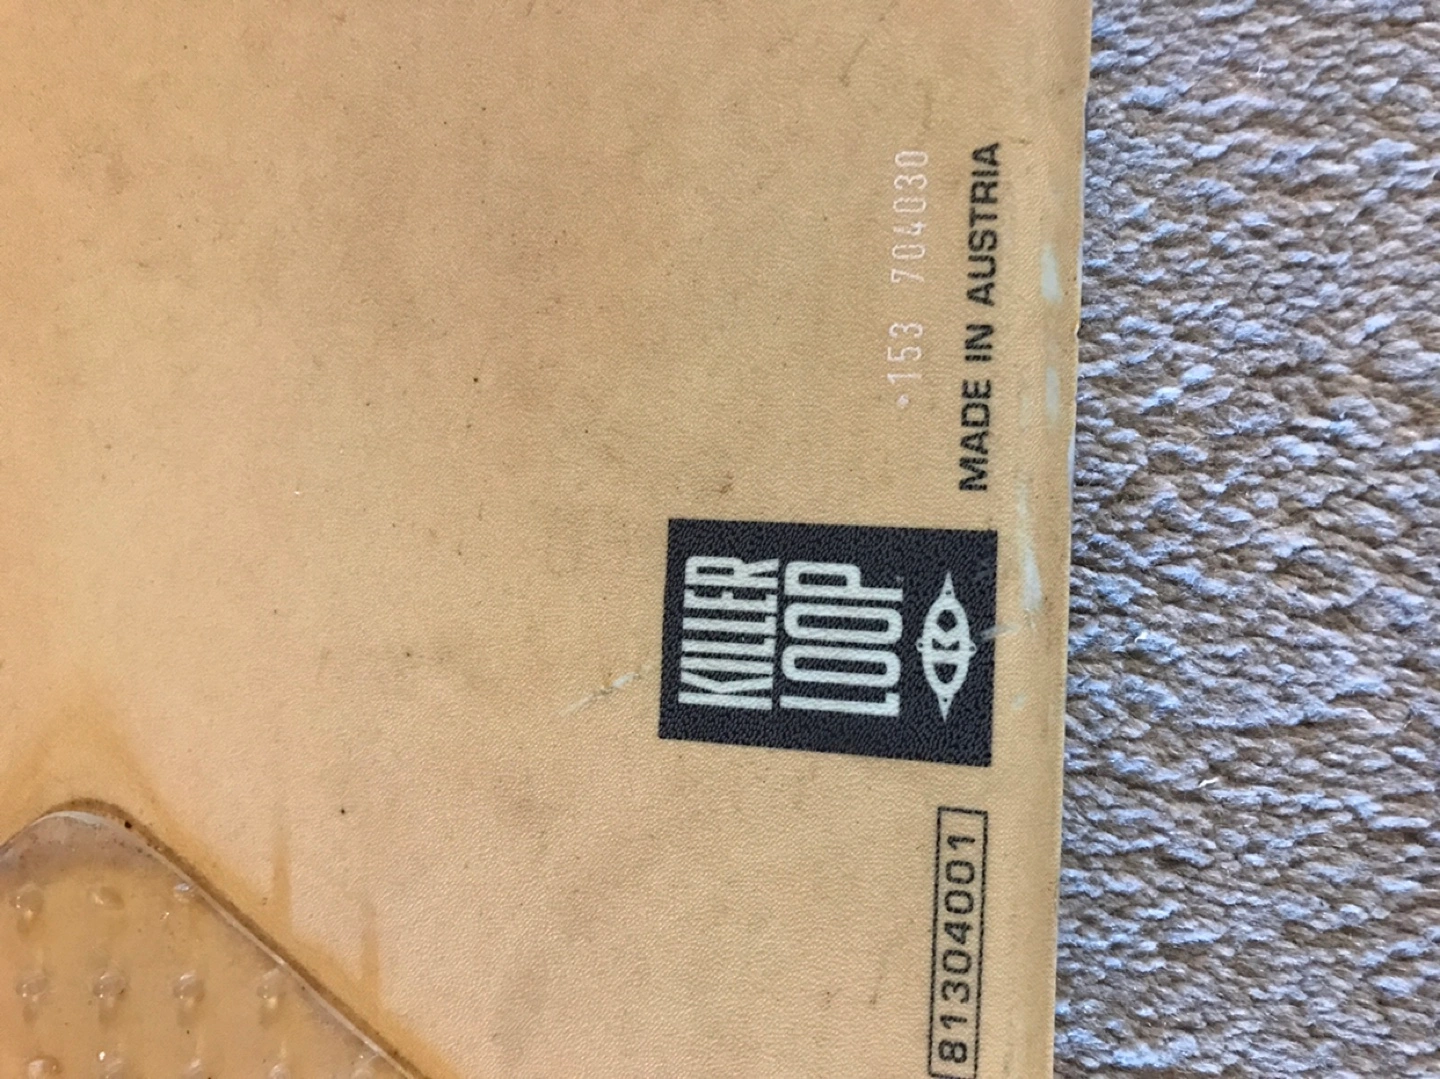 ·153 704030
MADE IN AUSTRIA
KILLER
LOOP
81304001